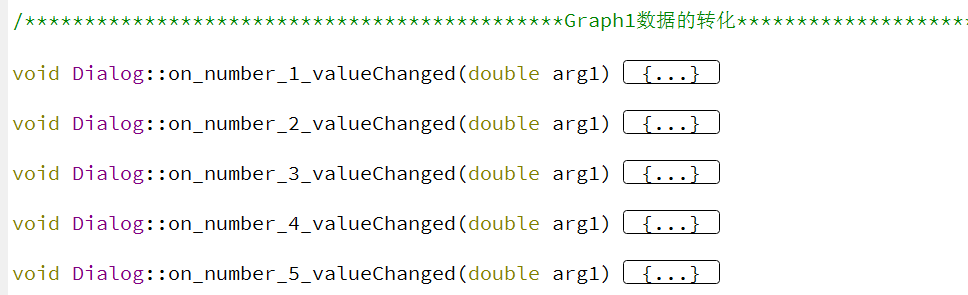 /*********************************************Graph1数据的转化********************
void Dialog::on_number_1_valueChanged(double arg1) {...}
void Dialog::on_number_2_valueChanged(double arg1) {...}
void Dialog::on_number_3_valueChanged(double arg1) {...}
void Dialog::on_number_4_valueChanged(double arg1) {...}
void Dialog::on_number_5_valueChanged(double arg1) {...}